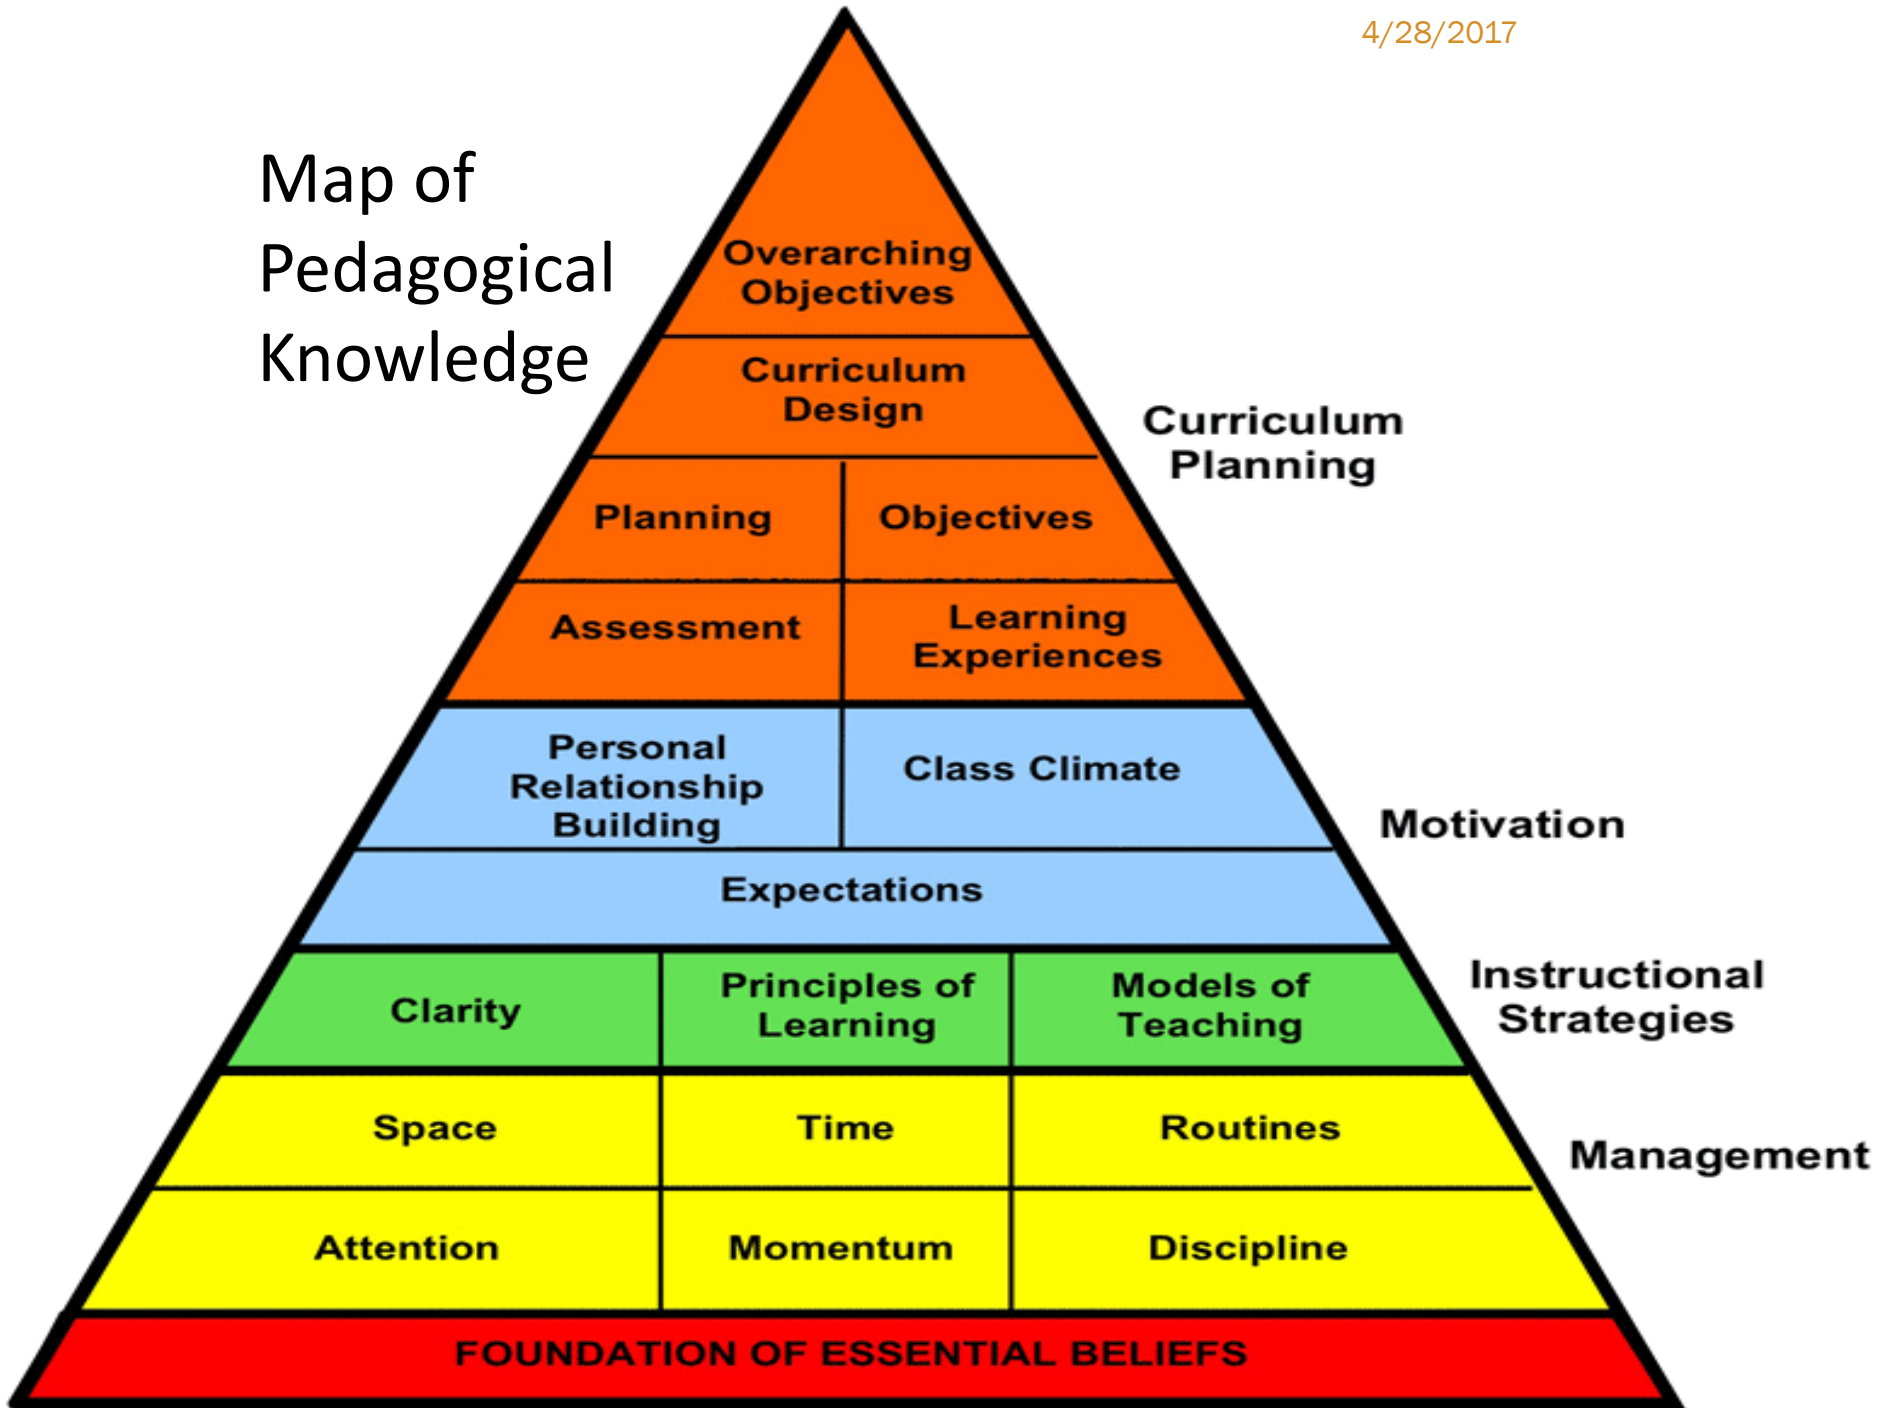 4/28/2017
Map of
Pedagogical
Knowledge
Overarching
Objectives
Curriculum
Design
Curriculum
Planning
Planning
Objectives
Assessment
Learning
Experiences
Personal
Relationship
Building
Class Climate
Motivation
Expectations
Clarity
Principles of
Learning
Models of
Teaching
Instructional
Strategies
Space
Time
Routines
Management
Attention
Momentum
Discipline
FOUNDATION OF ESSENTIAL BELIEFS